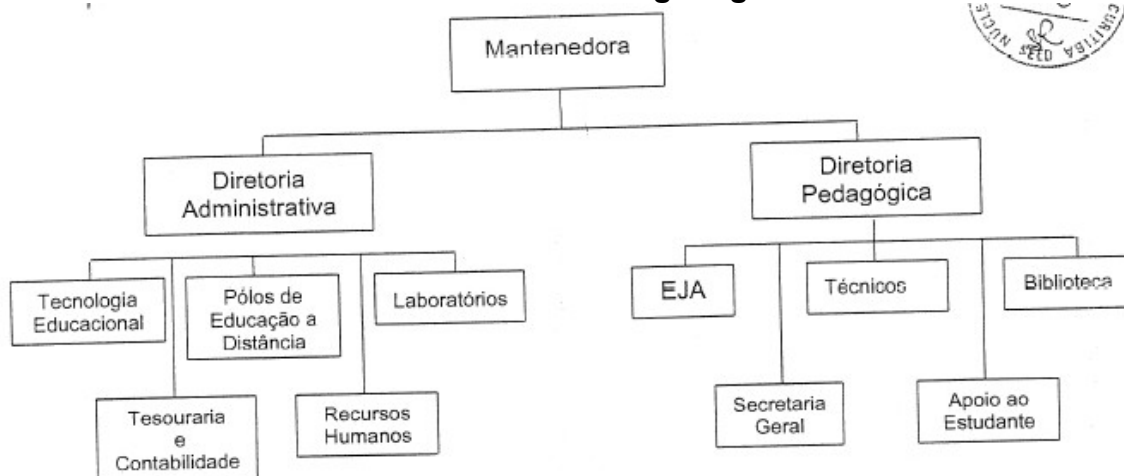 Mantenedora
Diretoria
Administrativa
Diretoria
Pedagógica
Tecnologia
Educacional
Pólos de
Educação a
Distância
Laboratórios
EJA
Técnicos
Biblioteca
Tesouraria
e
Contabilidade
Recursos
Humanos
Secretaria
Geral
Apoio ao
Estudante
CURITIBA